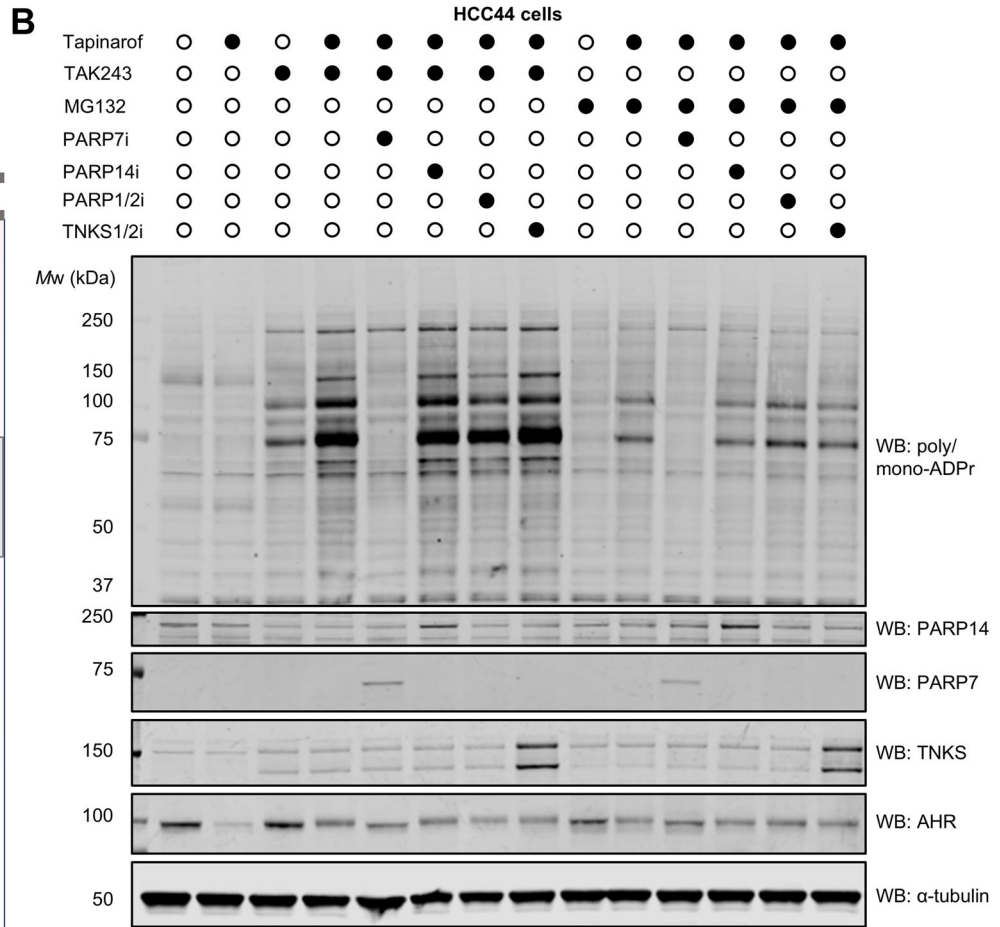 B
HCC44 cells
Tapinarof
TAK243
MG132
PARP7i
PARP14i
PARP1/2i
TNKS1/2i
Mw (kDa)
250
150
100
75
50
37
WB: poly/
mono-ADPr
250
WB: PARP14
75
WB: PARP7
150
WB: TNKS
100
WB: AHR
50
WB: α-tubulin